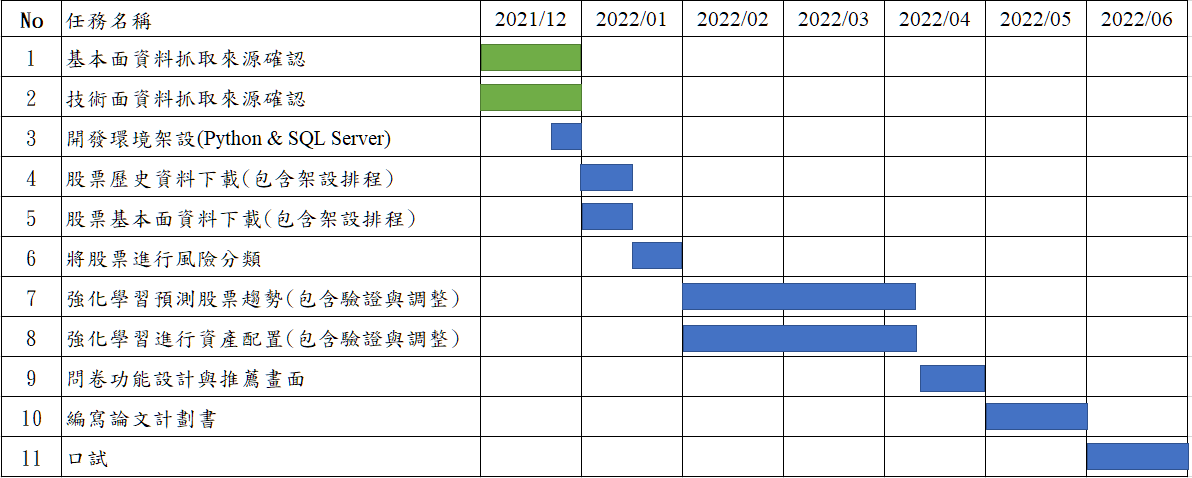 No 任務名稱 2021/12 2022/01 2022/02 2022/03 2022/04 2022/05 2022/06
1 基本面資料抓取來源確認
2 技術面資料抓取來源確認
3 開發環境架設(Python & SQL Server)
4 股票歷史資料下載(包含架設排程)
5 股票基本面資料下載(包含架設排程)
6 將股票進行風險分類
7 強化學習預測股票趨勢(包含驗證與調整)
8 強化學習進行資產配置(包含驗證與調整)
9 問卷功能設計與推薦畫面
10 編寫論文計劃書
11 口試